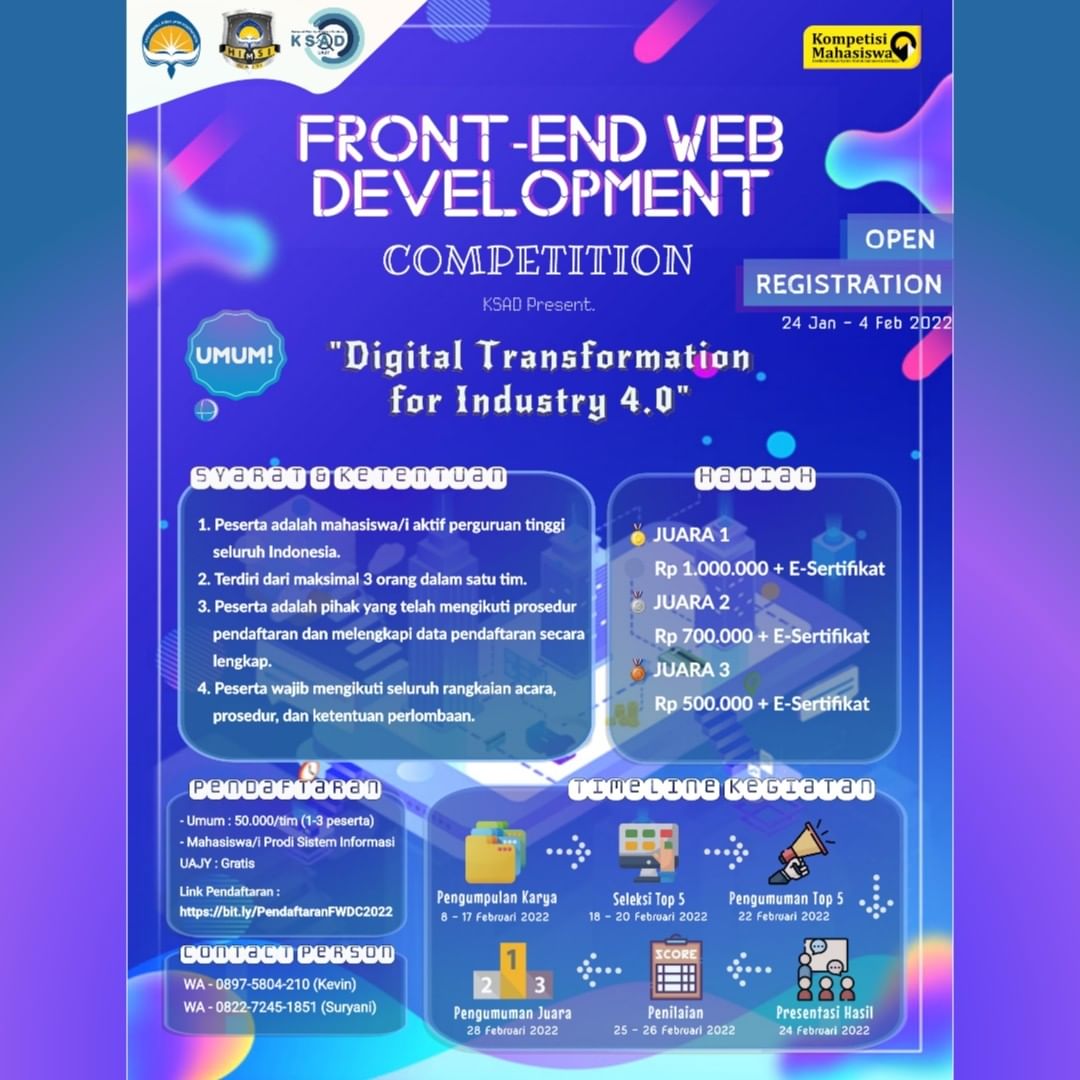 HIMSI
KSAD
Kompetisi
Mahasiswa
FRONT-END WEB
DEVELOPMENT
COMPETITION
KSAD Present.
OPEN
REGISTRATION
24 Jan - 4 Feb 2022
UMUM!
"Digital Transformation
for Industry 4.0"
SYARAT & KETENTUAN
1. Peserta adalah mahasiswa/i aktif perguruan tinggi
seluruh Indonesia.
2. Terdiri dari maksimal 3 orang dalam satu tim.
3. Peserta adalah pihak yang telah mengikuti prosedur
pendaftaran dan melengkapi data pendaftaran secara
lengkap.
4. Peserta wajib mengikuti seluruh rangkaian acara,
prosedur, dan ketentuan perlombaan.
HADIAH
JUARA 1
Rp 1.000.000 + E-Sertifikat
JUARA 2
Rp 700.000 + E-Sertifikat
JUARA 3
Rp 500.000 + E-Sertifikat
PENDAFTARAN
- Umum : 50.000/tim (1-3 peserta)
- Mahasiswa/i Prodi Sistem Informasi
UAJY : Gratis
Link Pendaftaran :
https://bit.ly/PendaftaranFWDC2022
CONTACT PERSON
WA - 0897-5804-210 (Kevin)
WA - 0822-7245-1851 (Suryani)
TIMELINE KEGIATAN
Pengumpulan Karya
8 - 17 Februari 2022
Seleksi Top 5
18 - 20 Februari 2022
Pengumuman Top 5
22 Februari 2022
1
2 3
Pengumuman Juara
28 Februari 2022
SCORE
Penilaian
25 - 26 Februari 2022
Presentasi Hasil
24 Februari 2022